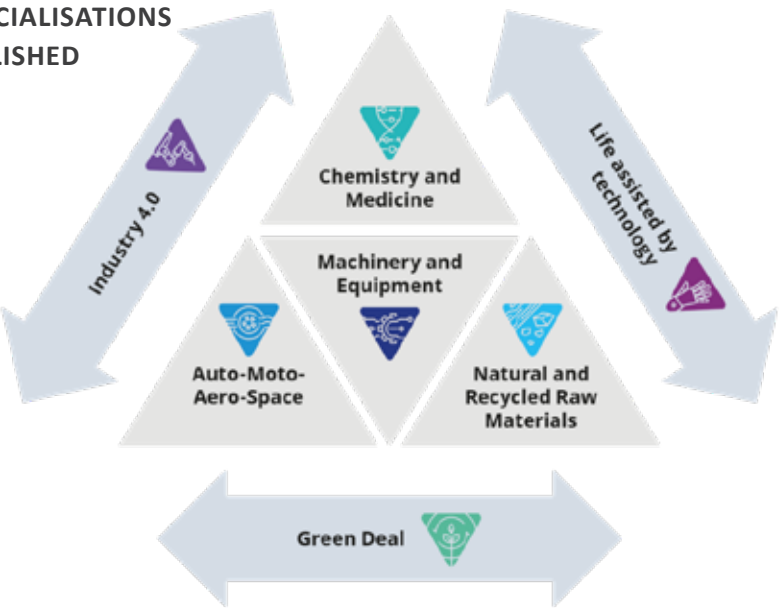 CIALISATIONS
LISHED
Chemistry and
Medicine
Industry 4.0
Life assisted by
technology
Machinery and
Equipment
Auto-Moto-
Aero-Space
Natural and
Recycled Raw
Materials
Green Deal